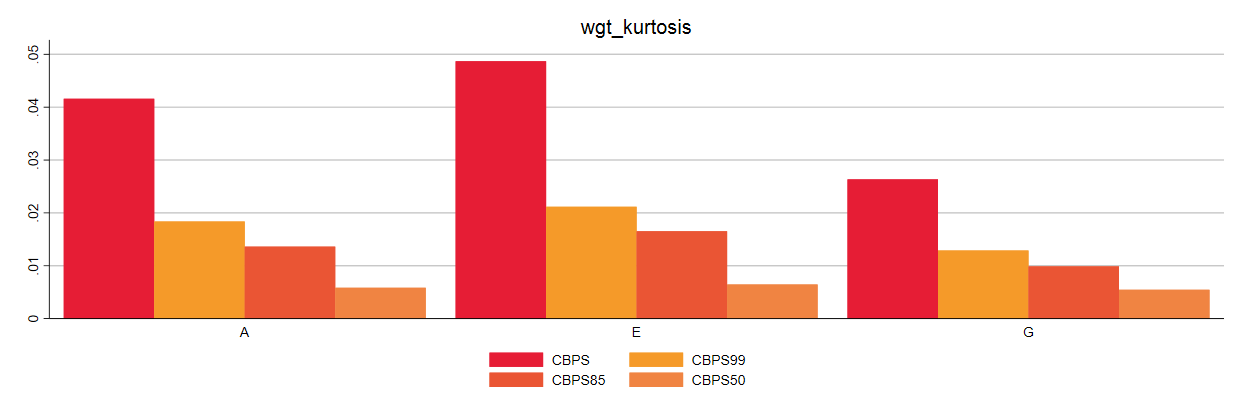 wgt_kurtosis
.05
.04
.03
.02
.01
0
A E G
CBPS CBPS99
CBPS85 CBPS50